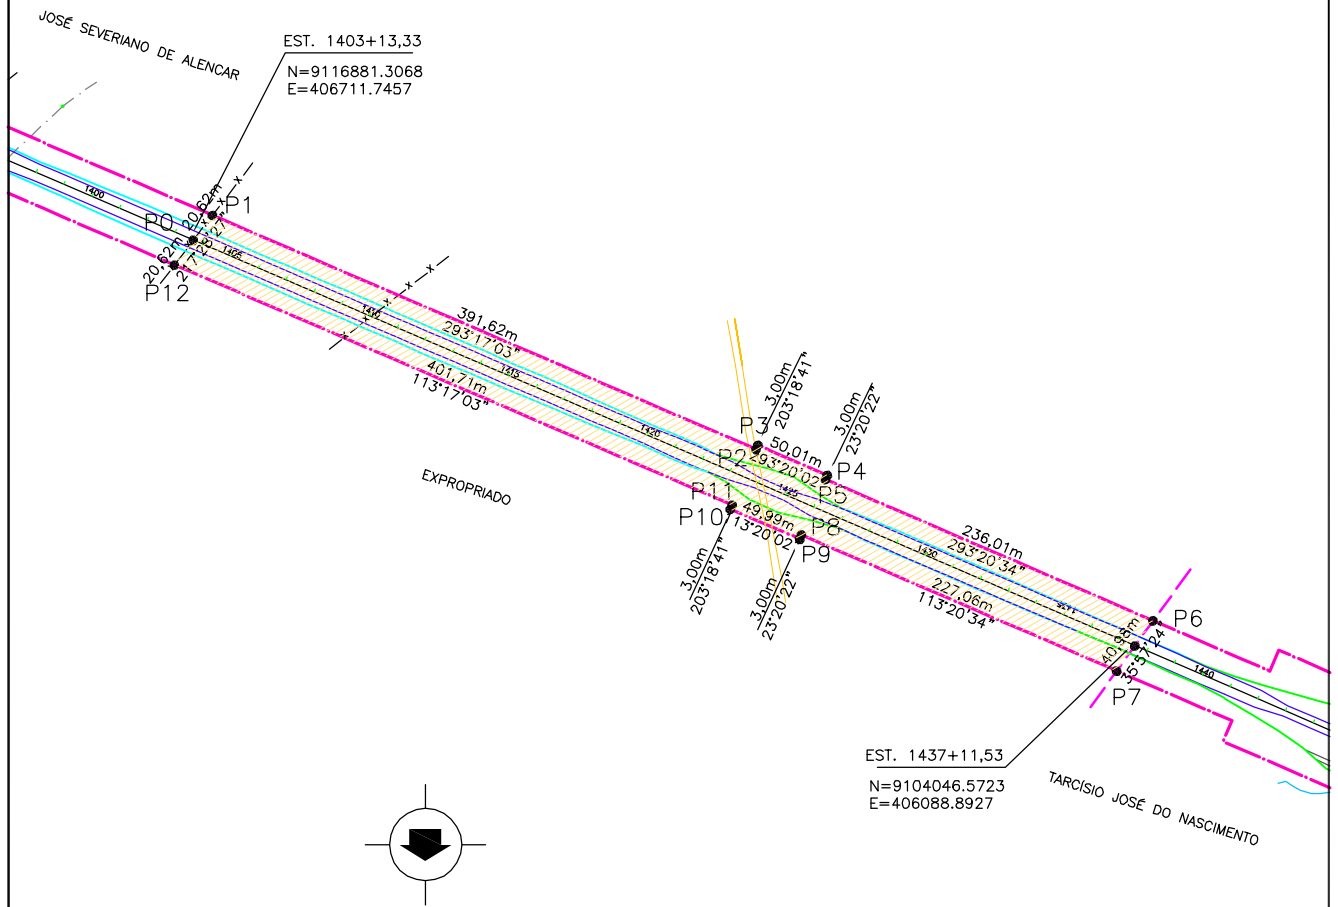 JOSÉ SEVERIANO DE ALENCAR
EST. 1403+13,33
N=9116881.3068
E=406711.7457
1400
20,62m
P1
P0
1405
20,62m
P12
1410
391,62m
293°17'03"
401,71m
113°17'03"
1415
1420
EXPROPRIADO
3,00m
203°18'41"
P3
P2
50,01m
293°20'02
3,00m
23°20'22"
P4
P5
1425
P11
P10
49,99m
113°20'02
P8
P9
3,00m
203°18'41"
3,00m
23°20'22"
236,01m
293°20'34"
1430
227,06m
113°20'34"
P6
35°57'24
P7
1440
EST. 1437+11,53
N=9104046.5723
E=406088.8927
TARCÍSIO JOSÉ DO NASCIMENTO